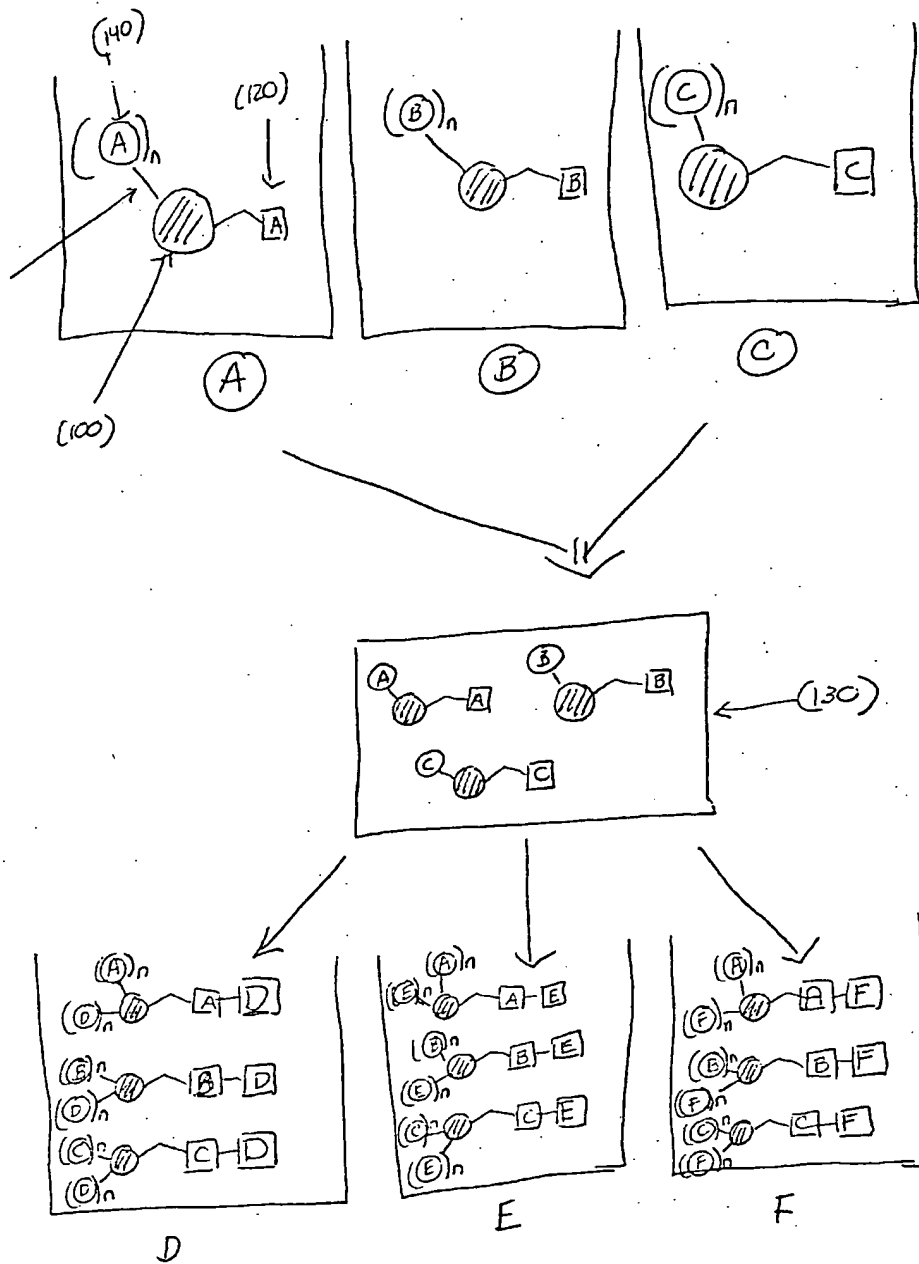 (140)
(120)
(A)n
A
(100)
A
(B)n
B
B
(C)n
C
C
A
A
B
B
C
C
(130)
(A)n
(D)n
A D
(B)n
(D)n
B D
(C)n
(D)n
C D
D
(A)n
(E)n
A E
(B)n
(E)n
B E
(C)n
(E)n
C E
E
(A)n
(F)n
A F
(B)n
(F)n
B F
(C)n
(F)n
C F
F